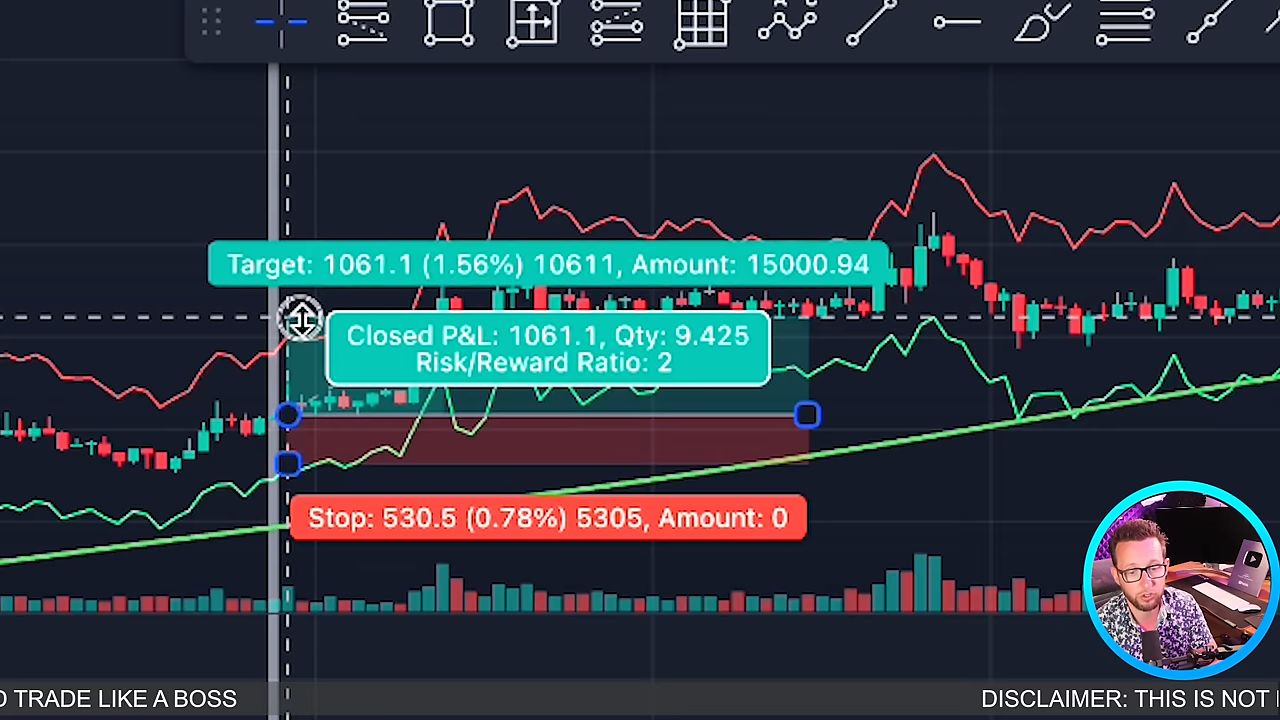 Target: 1061.1 (1.56%) 10611, Amount: 15000.94
Closed P&L: 1061.1, Qty: 9.425
Risk/Reward Ratio: 2
Stop: 530.5 (0.78%) 5305, Amount: 0
TRADE LIKE A BOSS
DISCLAIMER: THIS IS NOT